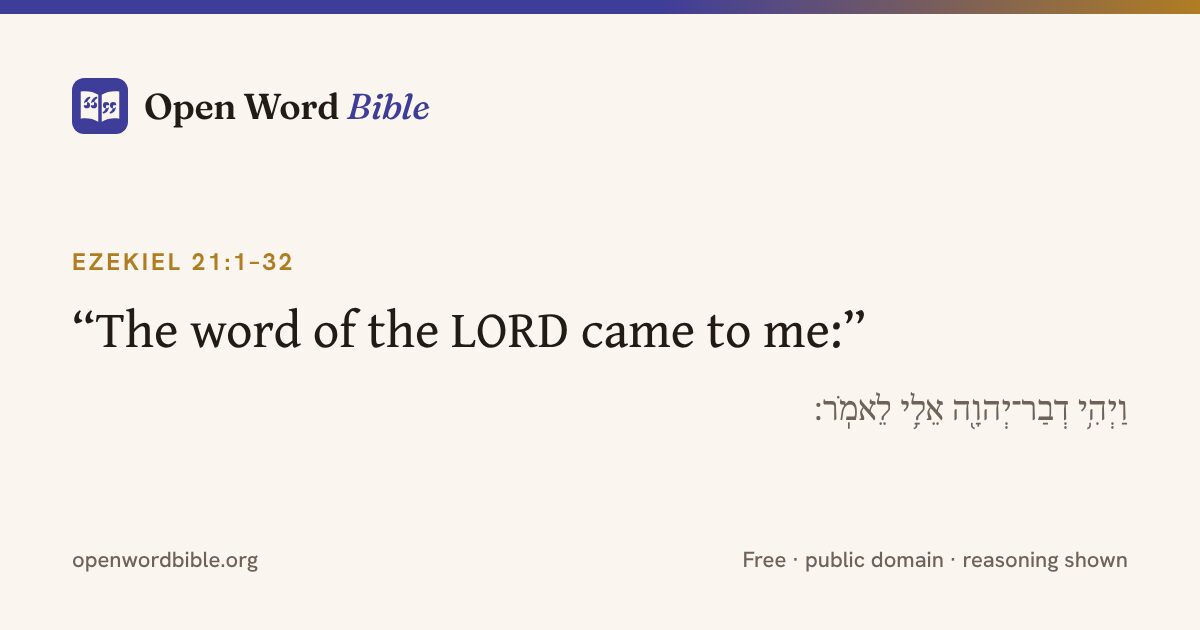 Open Word Bible
EZEKIEL 21:1–32
“The word of the LORD came to me:”
וַיְהִ֥י דְבַר־יְהוָ֖ה אֵלַ֥י לֵאמֹֽר׃
openwordbible.org
Free · public domain · reasoning shown